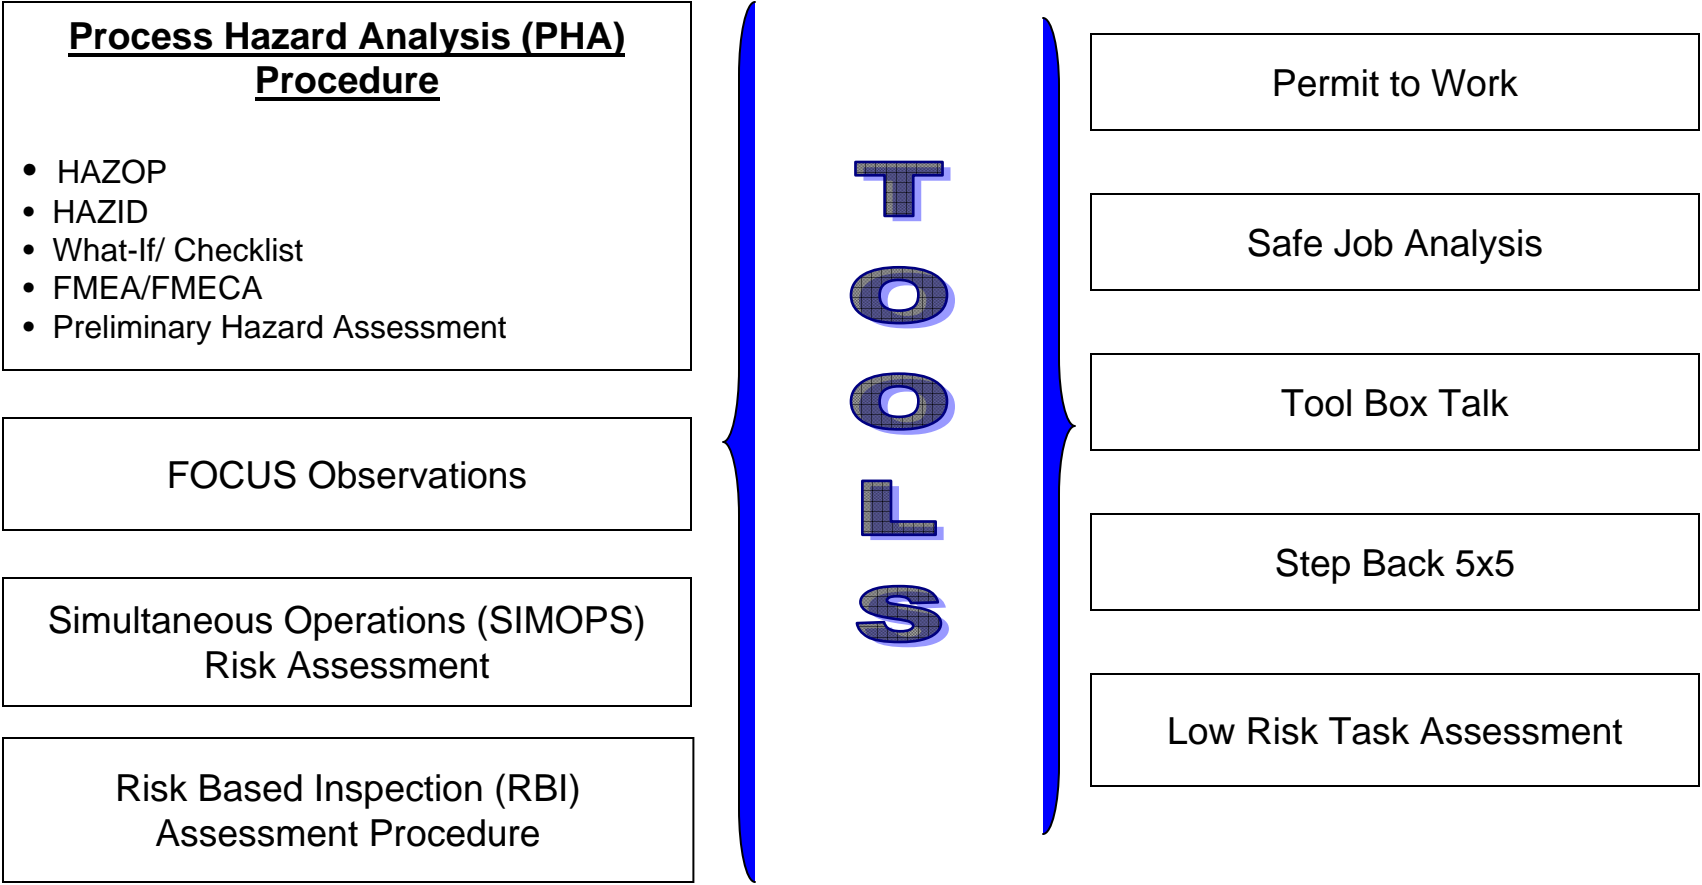 Process Hazard Analysis (PHA)
Procedure
• HAZOP
• HAZID
• What-If/ Checklist
• FMEA/FMECA
• Preliminary Hazard Assessment
FOCUS Observations
Simultaneous Operations (SIMOPS)
Risk Assessment
Risk Based Inspection (RBI)
Assessment Procedure
TOOLS
Permit to Work
Safe Job Analysis
Tool Box Talk
Step Back 5x5
Low Risk Task Assessment